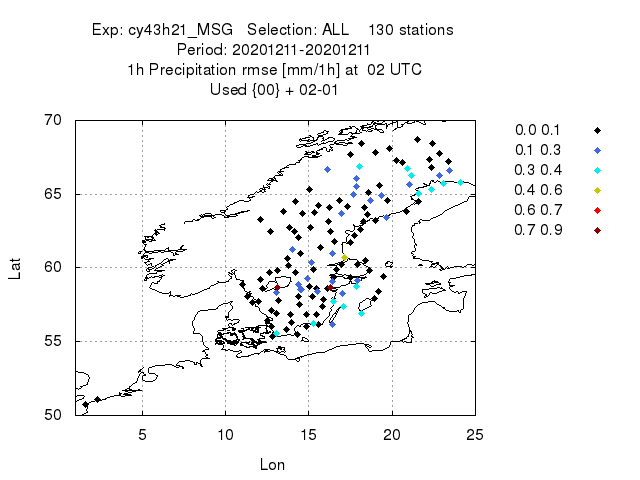 Exp: cy43h21_MSG   Selection: ALL    130 stations
Period: 20201211-20201211
1h Precipitation rmse [mm/1h] at  02 UTC
Used {00} + 02-01
70
65
60
55
50
Lat
5
10
15
20
25
Lon
0.0 0.1
0.1 0.3
0.3 0.4
0.4 0.6
0.6 0.7
0.7 0.9